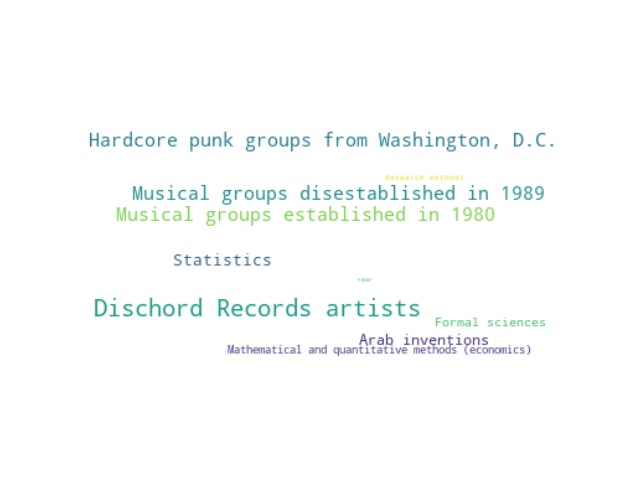 Hardcore punk groups from Washington, D.C.
Research methods
Musical groups disestablished in 1989
Musical groups established in 1980
Statistics
Dischord Records artists
Formal sciences
Arab inventions
Mathematical and quantitative methods (economics)